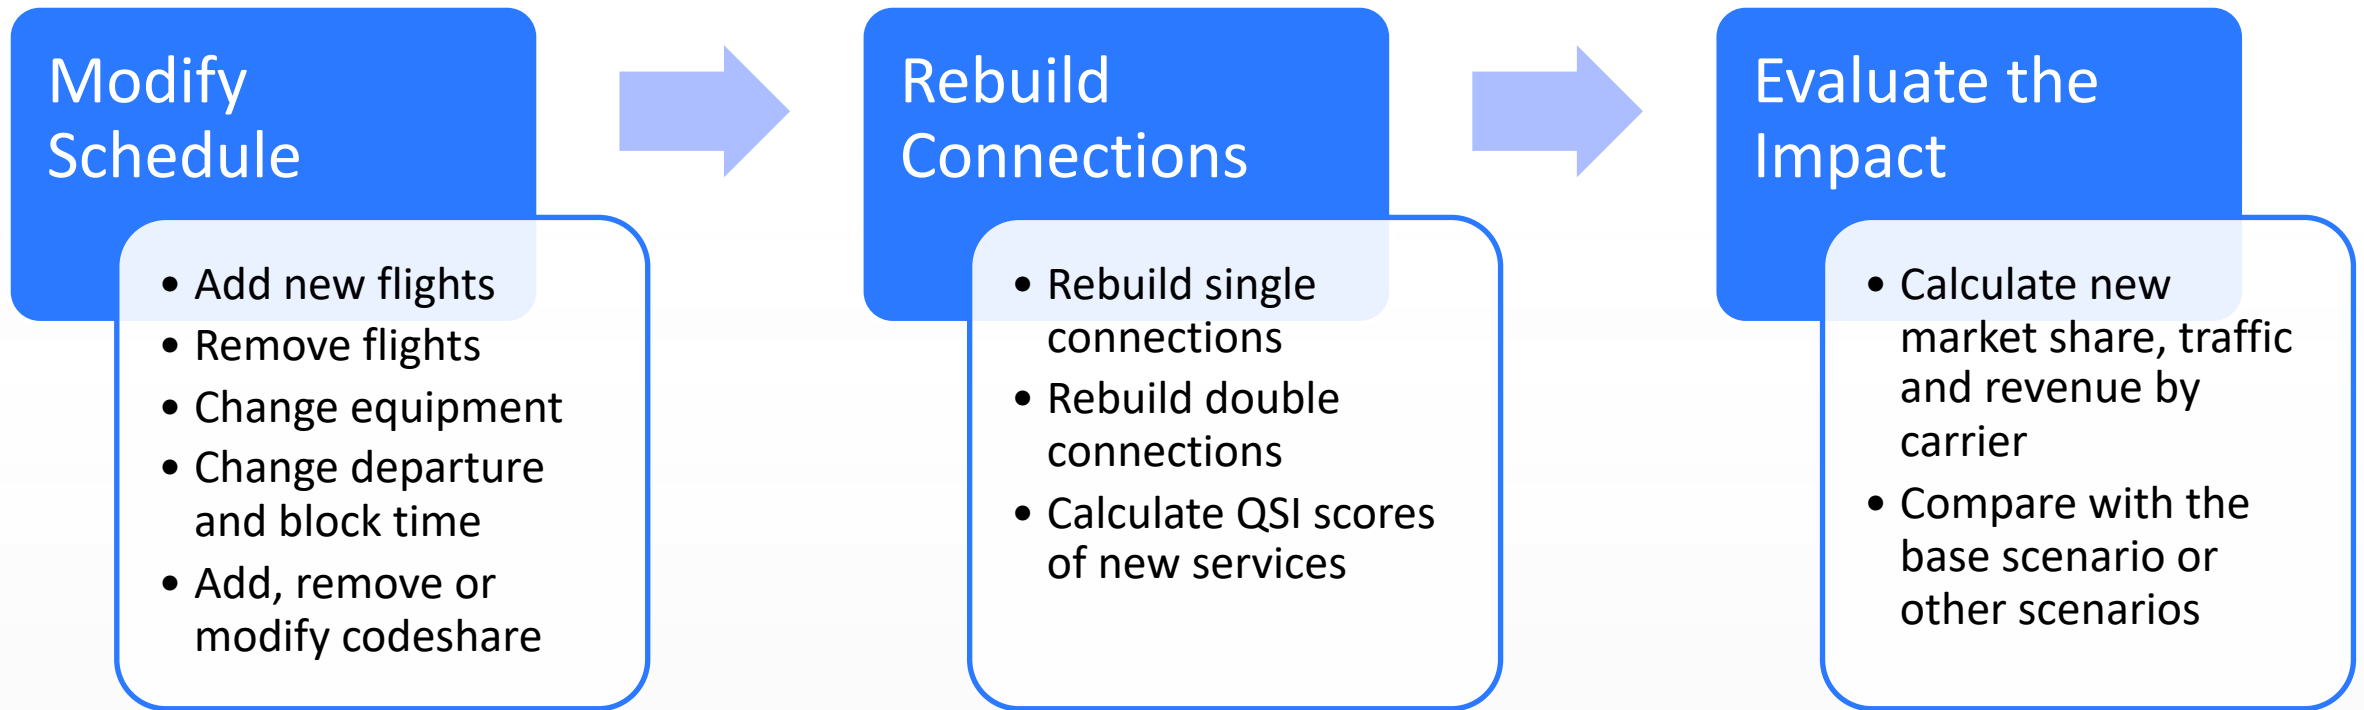 Modify
Schedule
• Add new flights
• Remove flights
• Change equipment
• Change departure
and block time
• Add, remove or
modify codeshare
Rebuild
Connections
• Rebuild single
connections
• Rebuild double
connections
• Calculate QSI scores
of new services
Evaluate the
Impact
• Calculate new
market share, traffic
and revenue by
carrier
• Compare with the
base scenario or
other scenarios